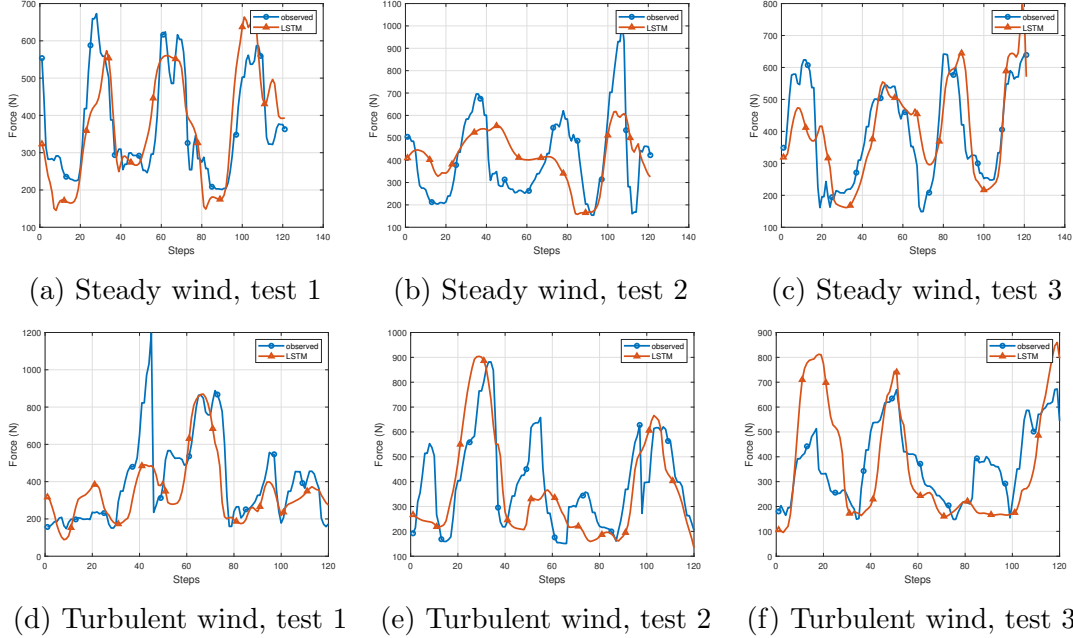 700
600
500
400
300
200
100
Force (N)
0 20 40 60 80 100 120 140
Steps
observed
LSTM
(a) Steady wind, test 1
1100
1000
900
800
700
600
500
400
300
200
100
Force (N)
0 20 40 60 80 100 120 140
Steps
observed
LSTM
(b) Steady wind, test 2
800
700
600
500
400
300
200
100
Force (N)
0 20 40 60 80 100 120 140
Steps
observed
LSTM
(c) Steady wind, test 3
1200
1000
800
600
400
200
0
Force (N)
0 20 40 60 80 100 120
Steps
observed
LSTM
(d) Turbulent wind, test 1
1000
900
800
700
600
500
400
300
200
100
Force (N)
0 20 40 60 80 100 120
Steps
observed
LSTM
(e) Turbulent wind, test 2
900
800
700
600
500
400
300
200
100
0
Force (N)
0 20 40 60 80 100 120
Steps
observed
LSTM
(f) Turbulent wind, test 3